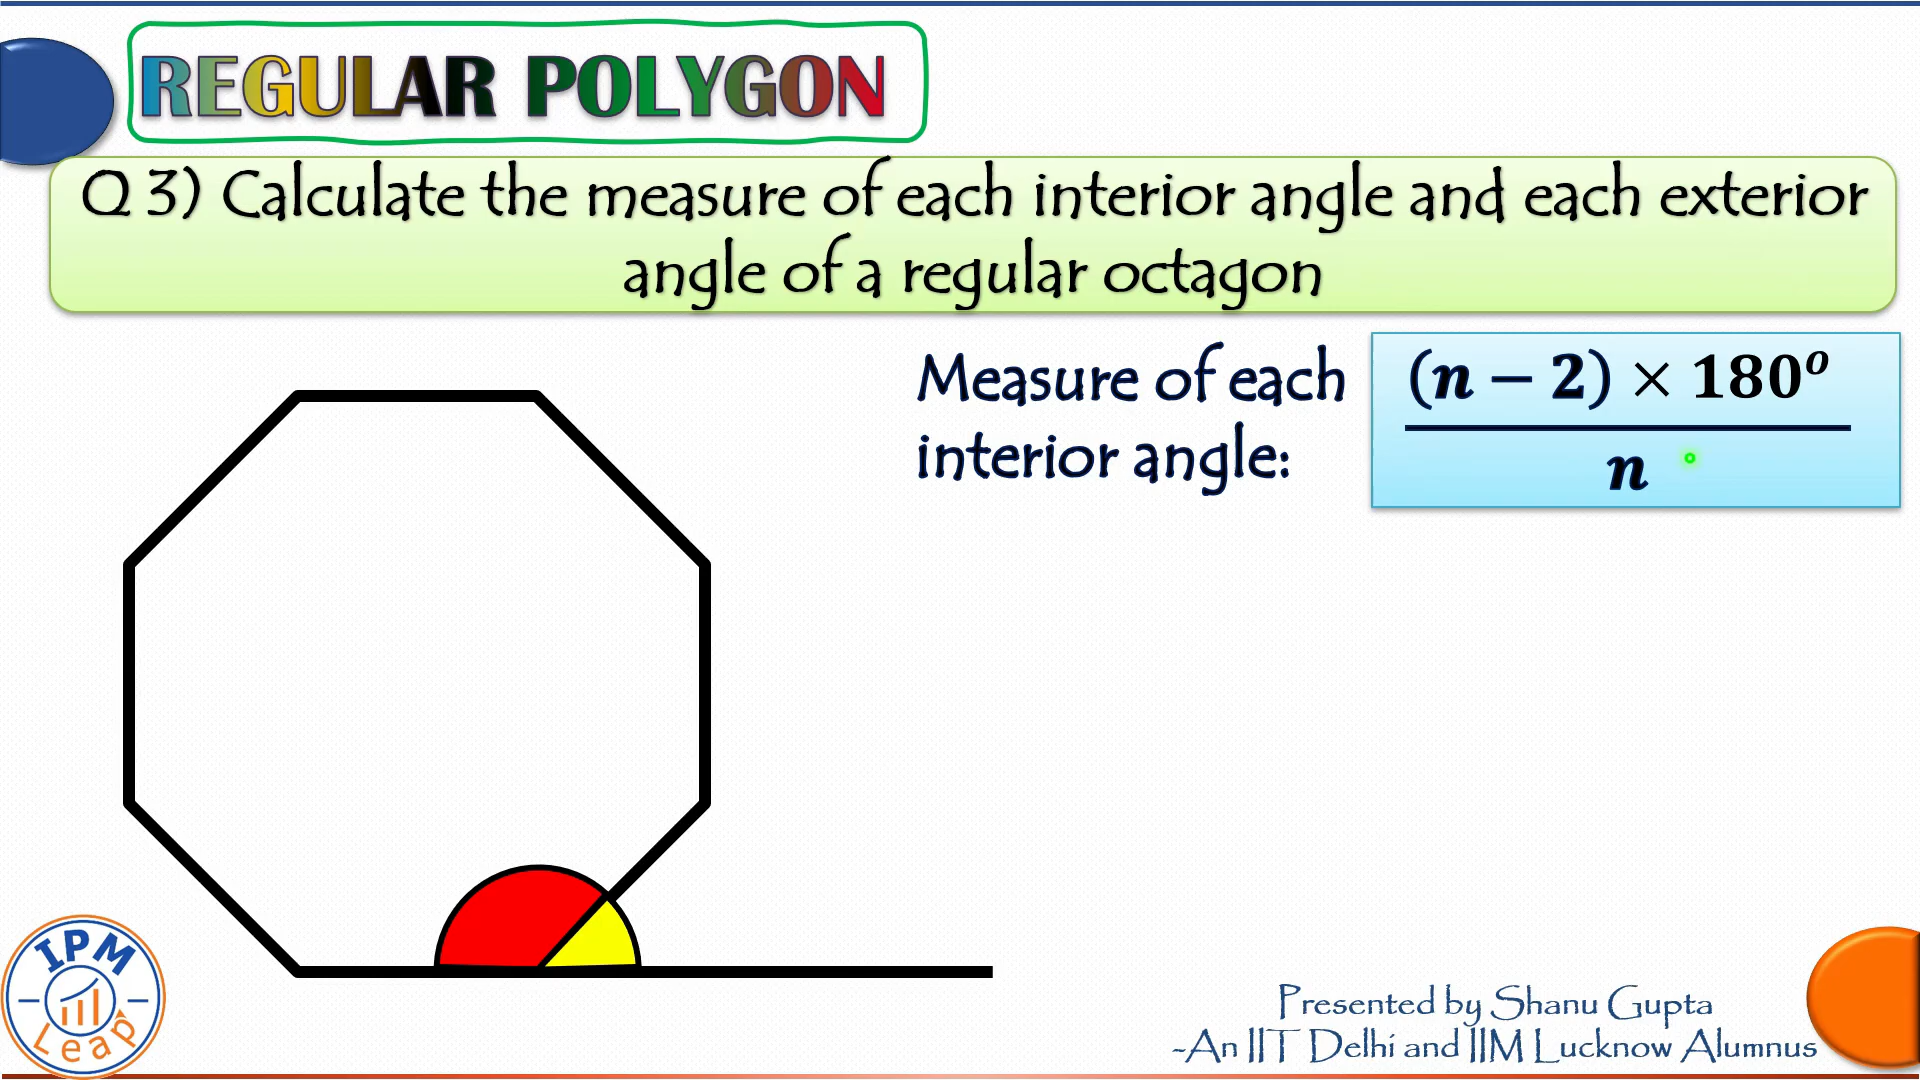 REGULAR POLYGON
Q 3) Calculate the measure of each interior angle and each exterior
angle of a regular octagon
Measure of each
interior angle:
(n − 2) × 180º
n
IPM
Leap
Presented by Shanu Gupta
-An IIT Delhi and IIM Lucknow Alumnus